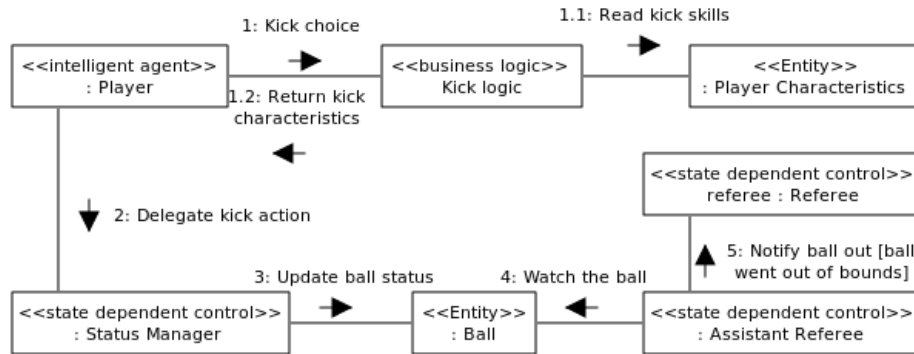 1: Kick choice
1.1: Read kick skills
<<intelligent agent>>
: Player
<<business logic>>
Kick logic
<<Entity>>
: Player Characteristics
1.2: Return kick
characteristics
<<state dependent control>>
referee : Referee
2: Delegate kick action
5: Notify ball out [ball
went out of bounds]
3: Update ball status
4: Watch the ball
<<state dependent control>>
: Status Manager
<<Entity>>
: Ball
<<state dependent control>>
: Assistant Referee